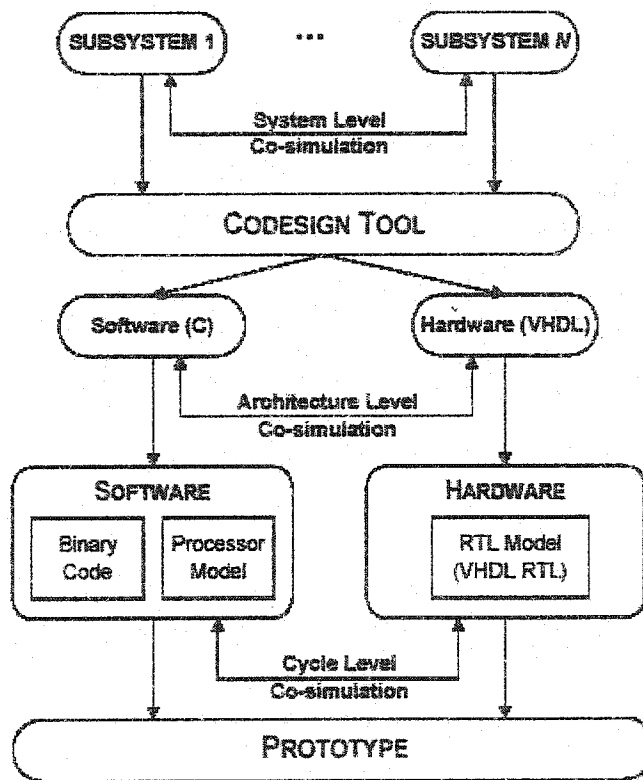 SUBSYSTEM 1
...
SUBSYSTEM N
System Level
Co-simulation
CODESIGN TOOL
Software (C)
Hardware (VHDL)
Architecture Level
Co-simulation
SOFTWARE
Binary
Code
Processor
Model
HARDWARE
RTL Model
(VHDL RTL)
Cycle Level
Co-simulation
PROTOTYPE